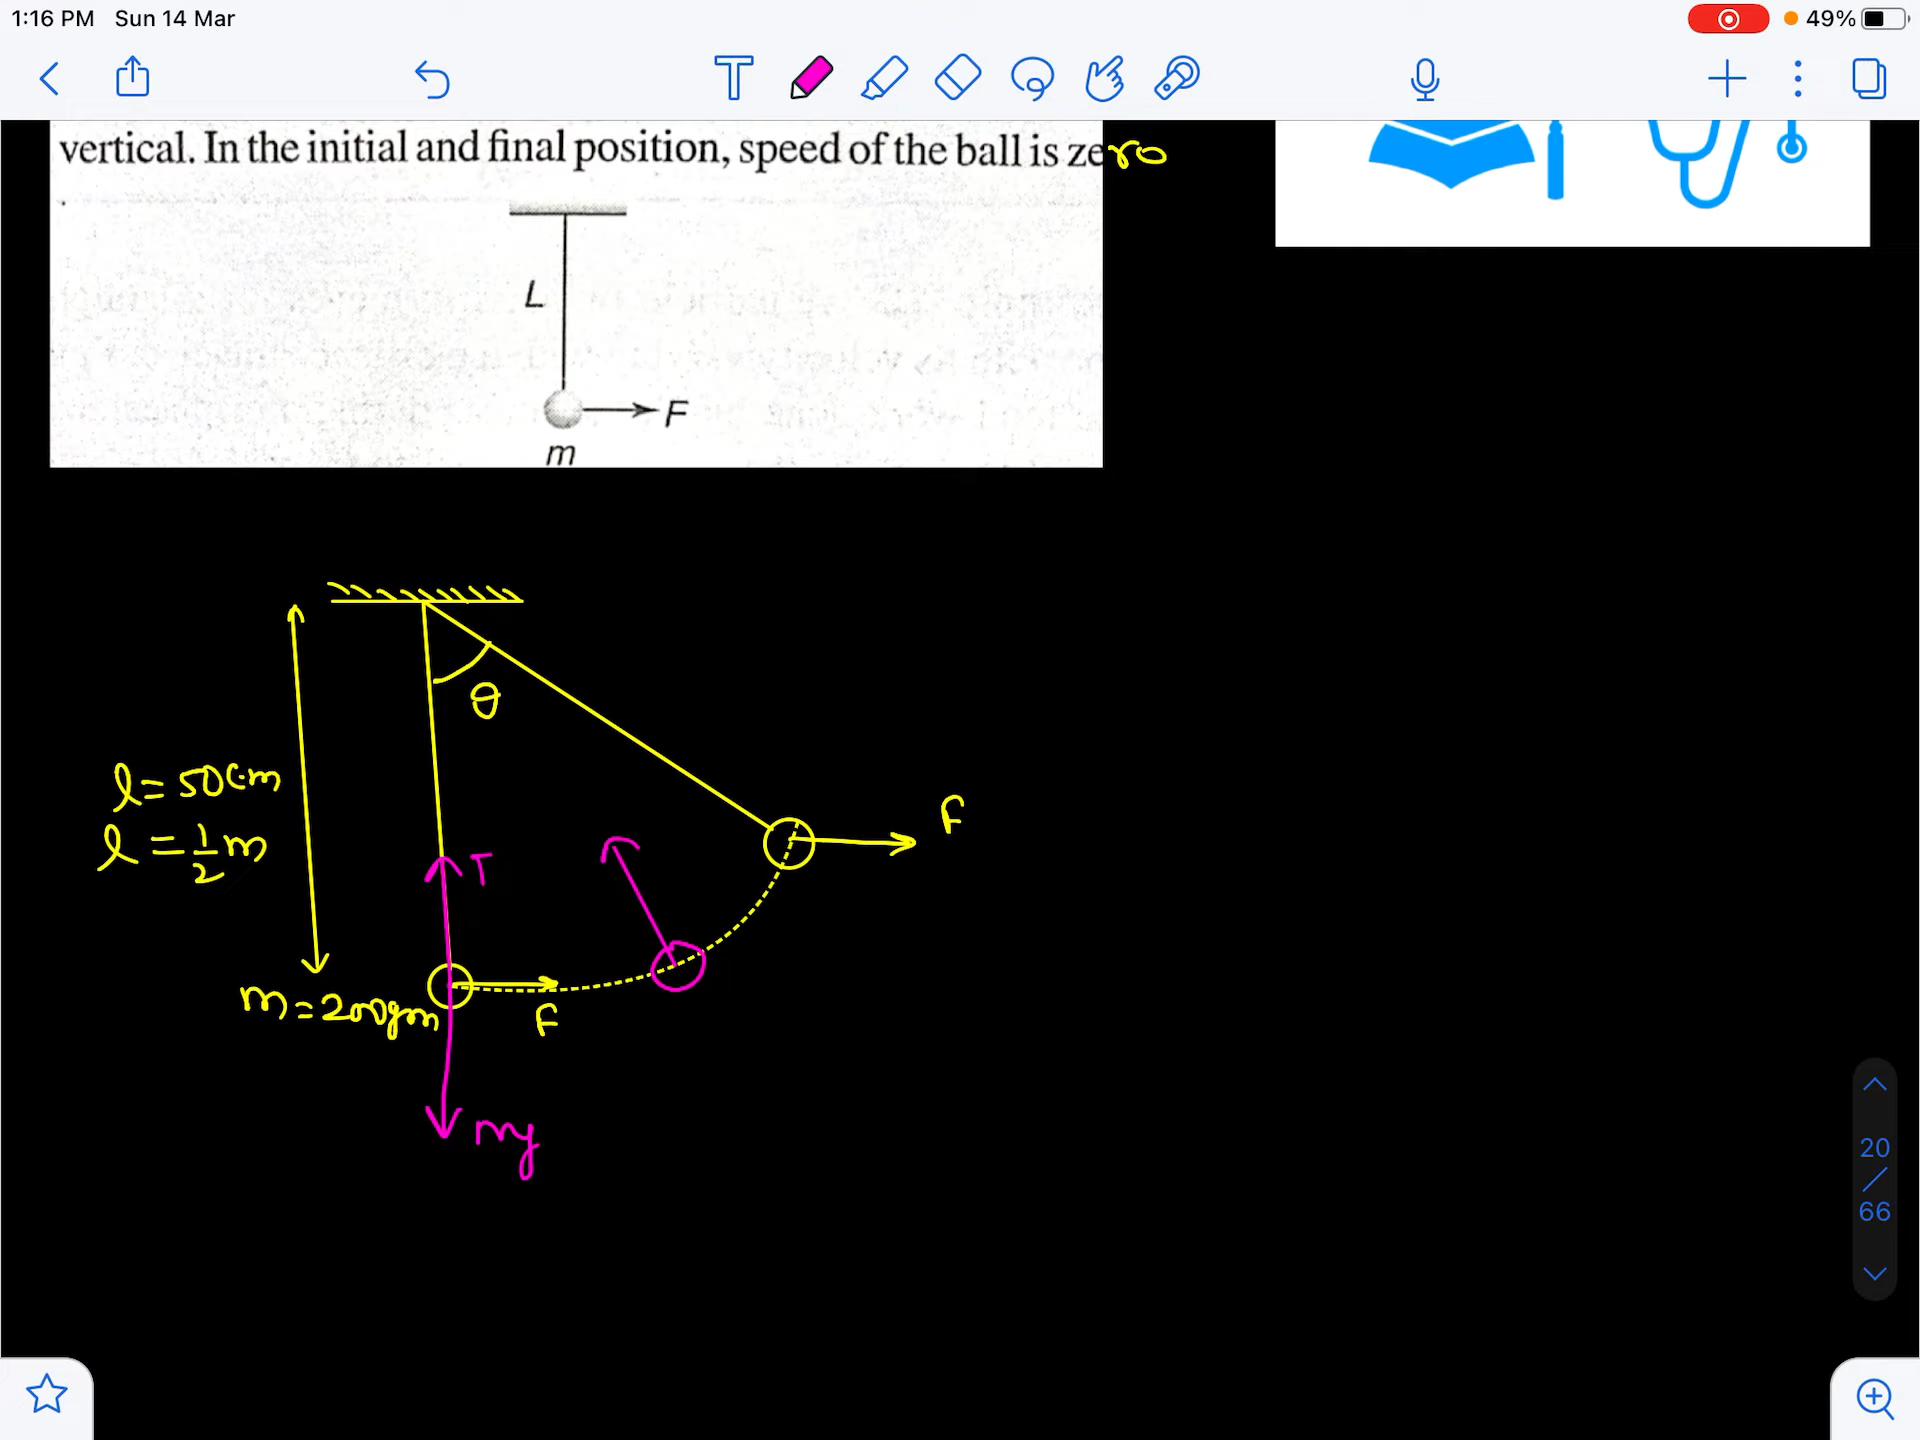 1:16 PM Sun 14 Mar
49%
vertical. In the initial and final position, speed of the ball is zero
L
F
m
θ
l = 50cm
l = 1/2 m
F
T
m = 200gm
F
mg
20
/
66